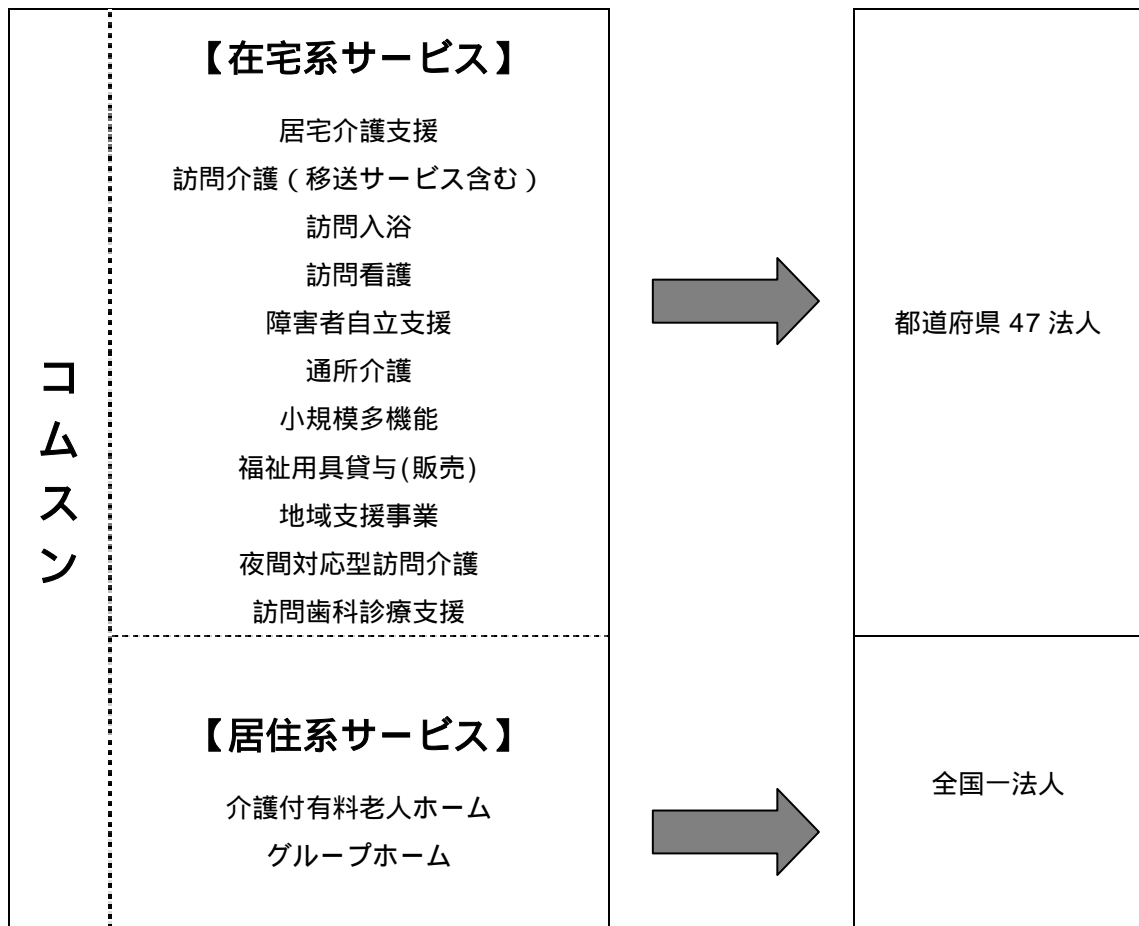 コムスン
【在宅系サービス】
居宅介護支援
訪問介護(移送サービス含む)
訪問入浴
訪問看護
障害者自立支援
通所介護
小規模多機能
福祉用具貸与(販売)
地域支援事業
夜間対応型訪問介護
訪問歯科診療支援
都道府県 47 法人
【居住系サービス】
介護付有料老人ホーム
グループホーム
全国一法人